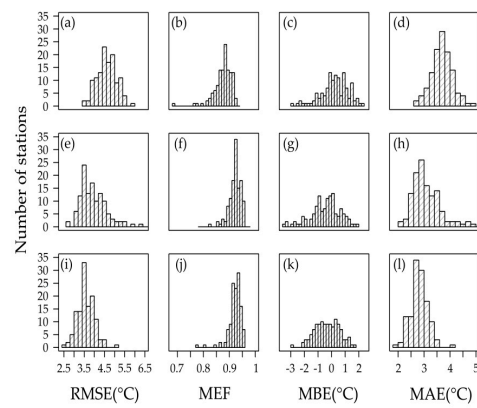 (a) (b) (c) (d)
35
30
25
20
15
10
5
0
(e) (f) (g) (h)
35
30
25
20
15
10
5
0
(i) (j) (k) (l)
35
30
25
20
15
10
5
0
Number of stations
2.5 3.5 4.5 5.5 6.5
0.7 0.8 0.9 1
-3 -2 -1 0 1 2
2 3 4 5
RMSE(°C) MEF MBE(°C) MAE(°C)